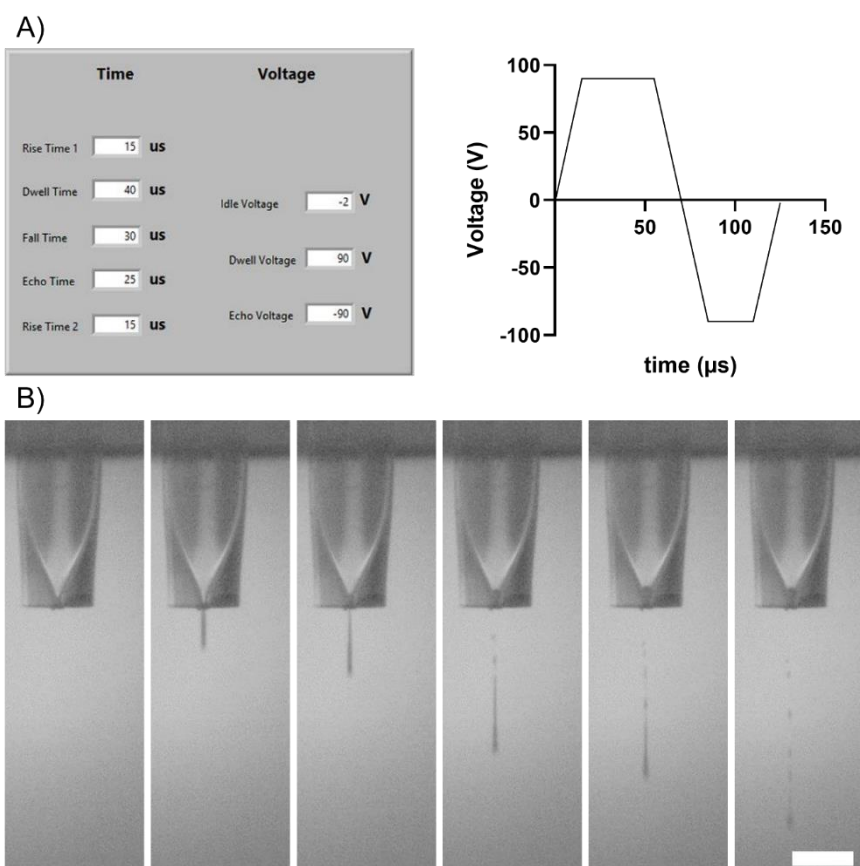 A)
Time Voltage
Rise Time 1 15 us
Dwell Time 40 us
Idle Voltage -2 V
Fall Time 30 us
Dwell Voltage 90 V
Echo Time 25 us
Echo Voltage -90 V
Rise Time 2 15 us
100
50
0
-50
-100
50 100 150
Voltage (V)
time (µs)
B)